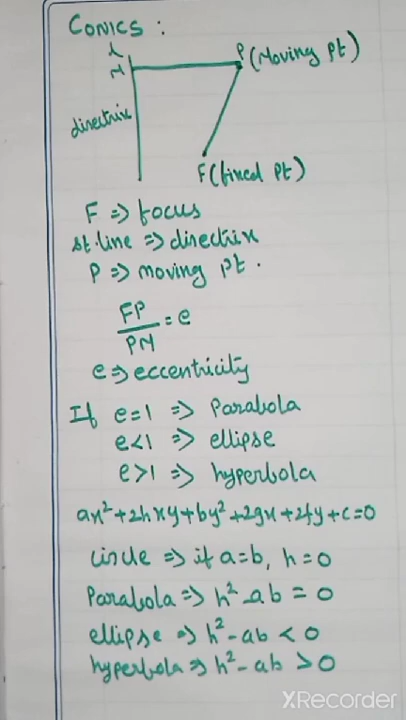 CONICS :
M
P (Moving Pt)
directrix
F (fixed Pt)
F => focus
st. line => directrix
P => moving pt.
FP
PM
= e
e => eccentricity
If e=1 => Parabola
e<1 => ellipse
e>1 => hyperbola
ax²+2hxy+by²+2gx+2fy+c=0
circle => if a=b, h=0
Parabola => h²-ab = 0
ellipse => h²-ab < 0
hyperbola => h²-ab > 0
XRecorder